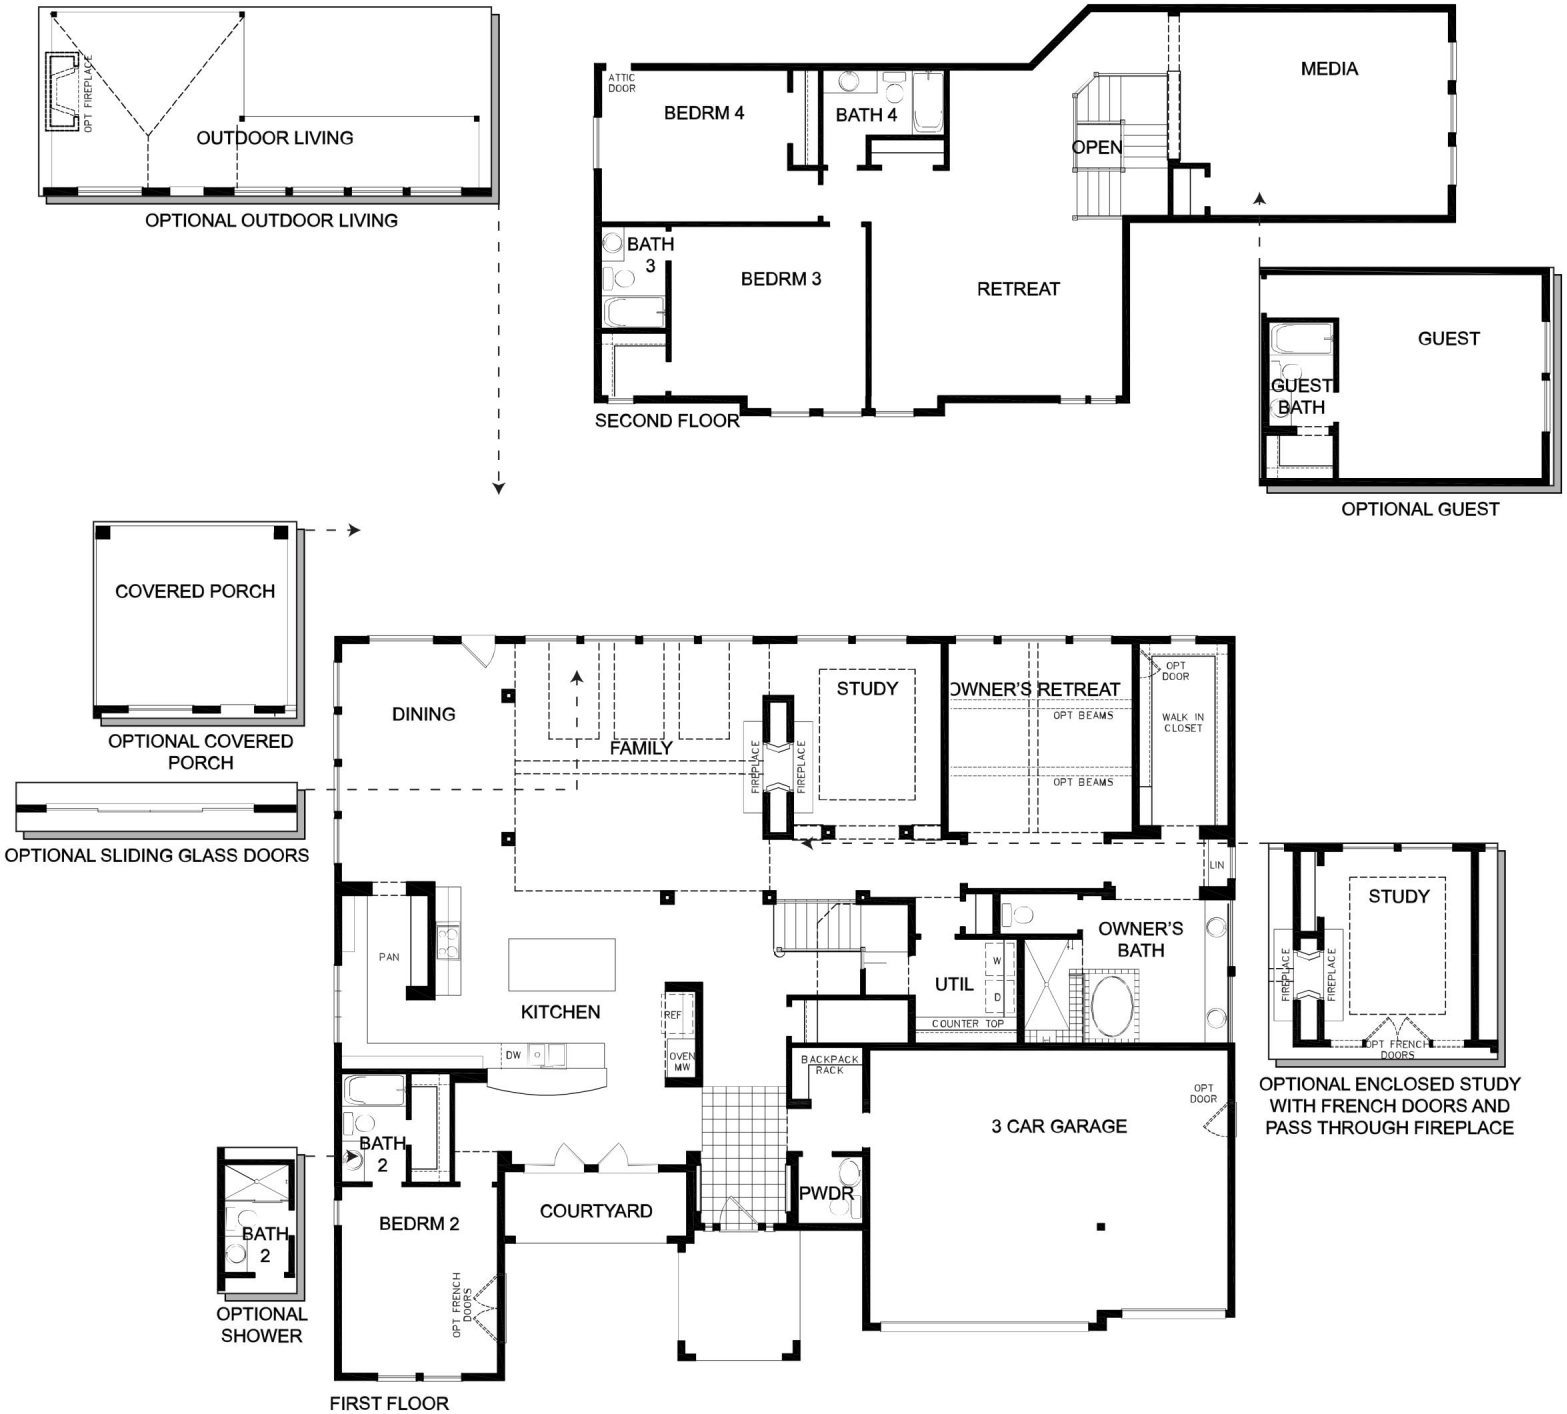 OPT FIREPLACE
OUTDOOR LIVING
OPTIONAL OUTDOOR LIVING
ATTIC
DOOR
BEDRM 4
BATH 4
OPEN
MEDIA
BATH
3
BEDRM 3
RETREAT
SECOND FLOOR
GUEST
GUEST
BATH
OPTIONAL GUEST
COVERED PORCH
OPTIONAL COVERED
PORCH
OPTIONAL SLIDING GLASS DOORS
DINING
FAMILY
FIREPLACE
FIREPLACE
STUDY
OWNER'S RETREAT
OPT BEAMS
OPT BEAMS
OPT
DOOR
WALK IN
CLOSET
LIN
PAN
KITCHEN
DW
REF
OVEN
MW
UTIL
W
D
COUNTER TOP
OWNER'S
BATH
STUDY
FIREPLACE
FIREPLACE
OPT FRENCH
DOORS
OPTIONAL ENCLOSED STUDY
WITH FRENCH DOORS AND
PASS THROUGH FIREPLACE
BACKPACK
RACK
3 CAR GARAGE
OPT
DOOR
BATH
2
BEDRM 2
OPT FRENCH
DOORS
COURTYARD
PWDR
BATH
2
OPTIONAL
SHOWER
FIRST FLOOR